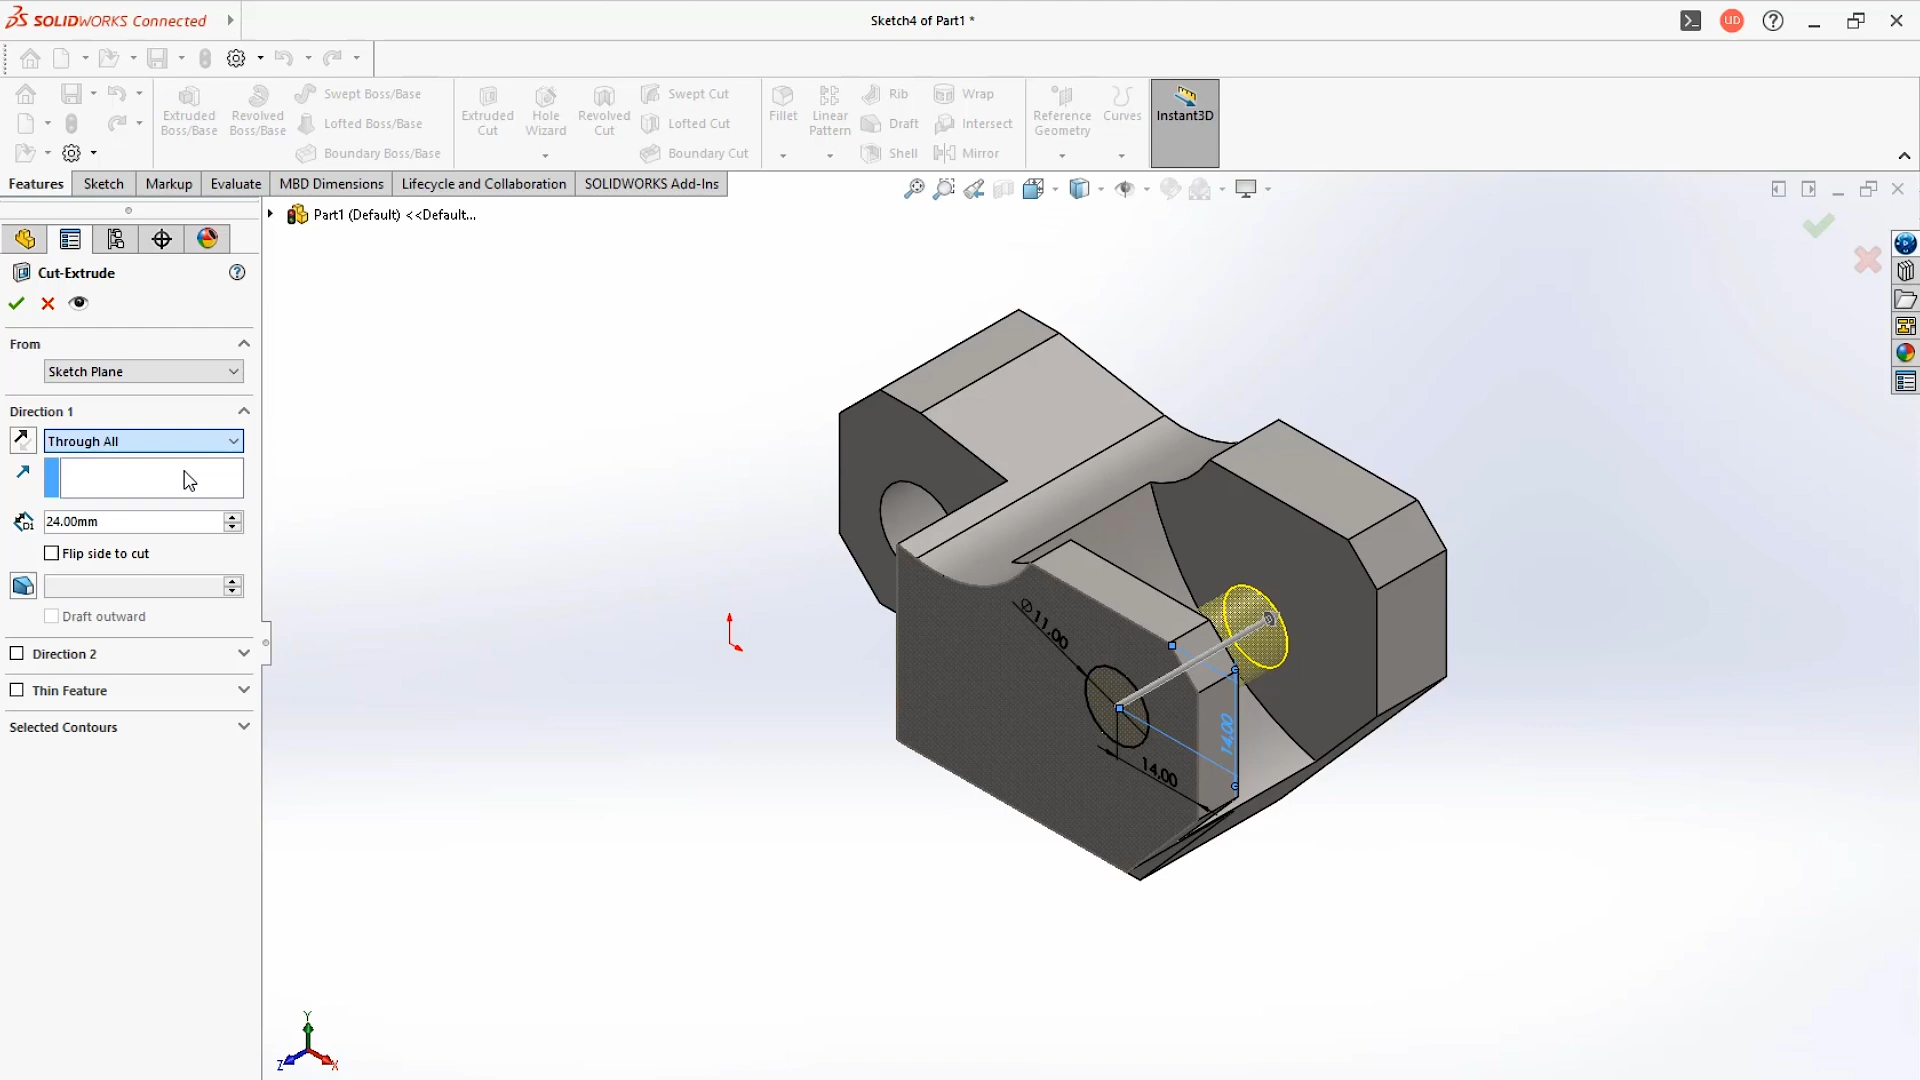 SOLIDWORKS Connected
Sketch4 of Part1 *
UD
Extruded Boss/Base
Revolved Boss/Base
Swept Boss/Base
Lofted Boss/Base
Boundary Boss/Base
Extruded Cut
Hole Wizard
Revolved Cut
Swept Cut
Lofted Cut
Boundary Cut
Fillet
Linear Pattern
Rib
Draft
Shell
Wrap
Intersect
Mirror
Reference Geometry
Curves
Instant3D
Features
Sketch
Markup
Evaluate
MBD Dimensions
Lifecycle and Collaboration
SOLIDWORKS Add-Ins
Part1 (Default) <<Default...
Cut-Extrude
From
Sketch Plane
Direction 1
Through All
D1
24.00mm
Flip side to cut
Draft outward
Direction 2
Thin Feature
Selected Contours
Ø11.00
14.00
14.00
Y
Z
X